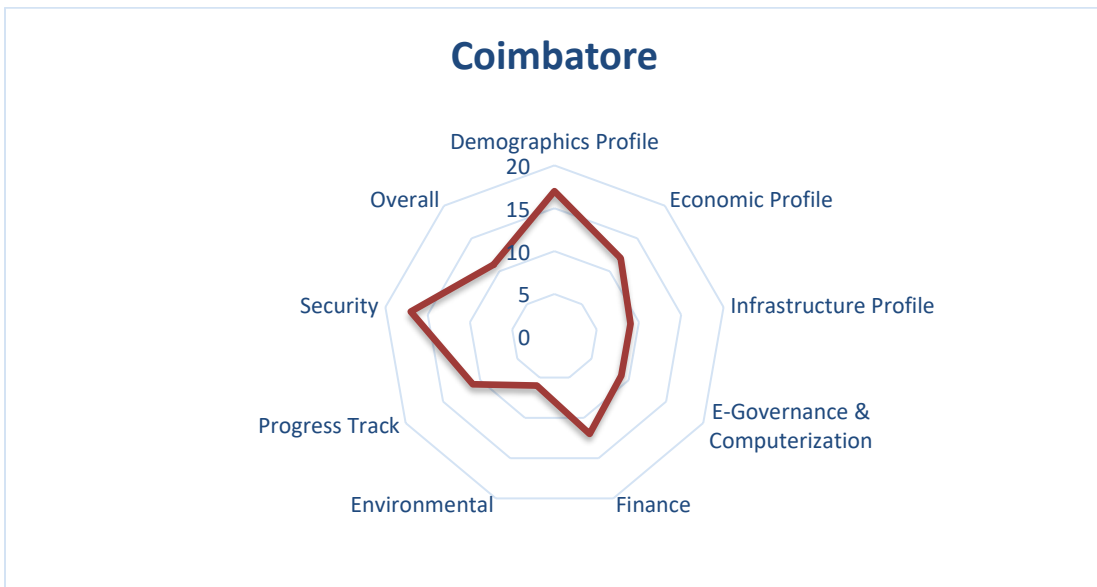 Coimbatore
Demographics Profile
20
Overall
Economic Profile
15
10
Security
5
Infrastructure Profile
0
Progress Track
E-Governance &
Computerization
Environmental
Finance